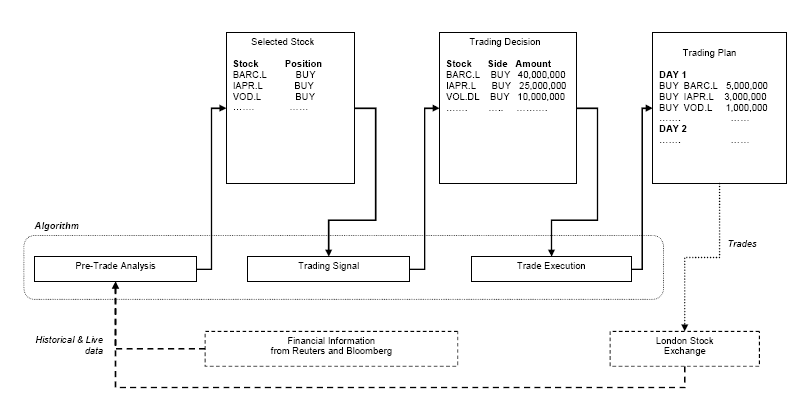 Selected Stock
Stock Position
BARC.L BUY
IAPR.L BUY
VOD.L BUY
....... ......
Trading Decision
Stock Side Amount
BARC.L BUY 40,000,000
IAPR.L BUY 25,000,000
VOL.DL BUY 10,000,000
....... ..... ..........
Trading Plan
DAY 1
BUY BARC.L 5,000,000
BUY IAPR.L 3,000,000
BUY VOD.L 1,000,000
....... ......
DAY 2
....... ......
Algorithm
Trades
Pre-Trade Analysis
Trading Signal
Trade Execution
Historical & Live
data
Financial Information
from Reuters and Bloomberg
London Stock
Exchange